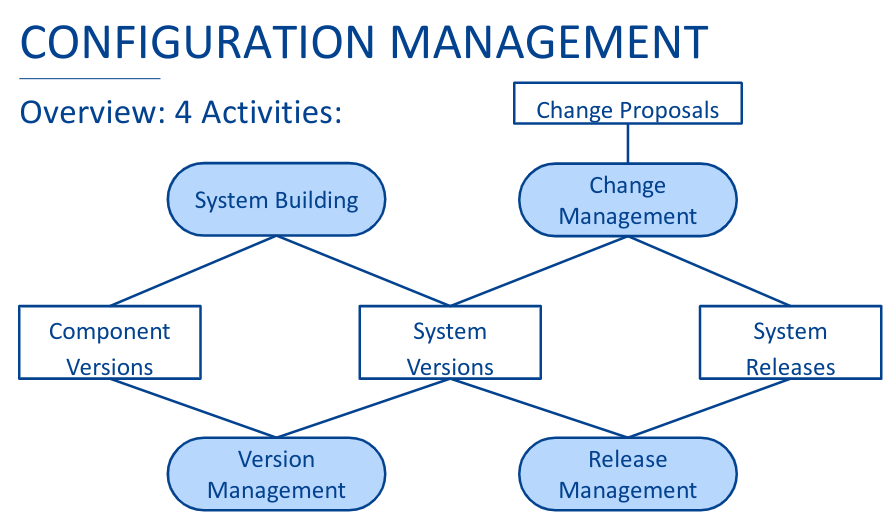 CONFIGURATION MANAGEMENT
Overview: 4 Activities:
Change Proposals
System Building
Change
Management
Component
Versions
System
Versions
System
Releases
Version
Management
Release
Management